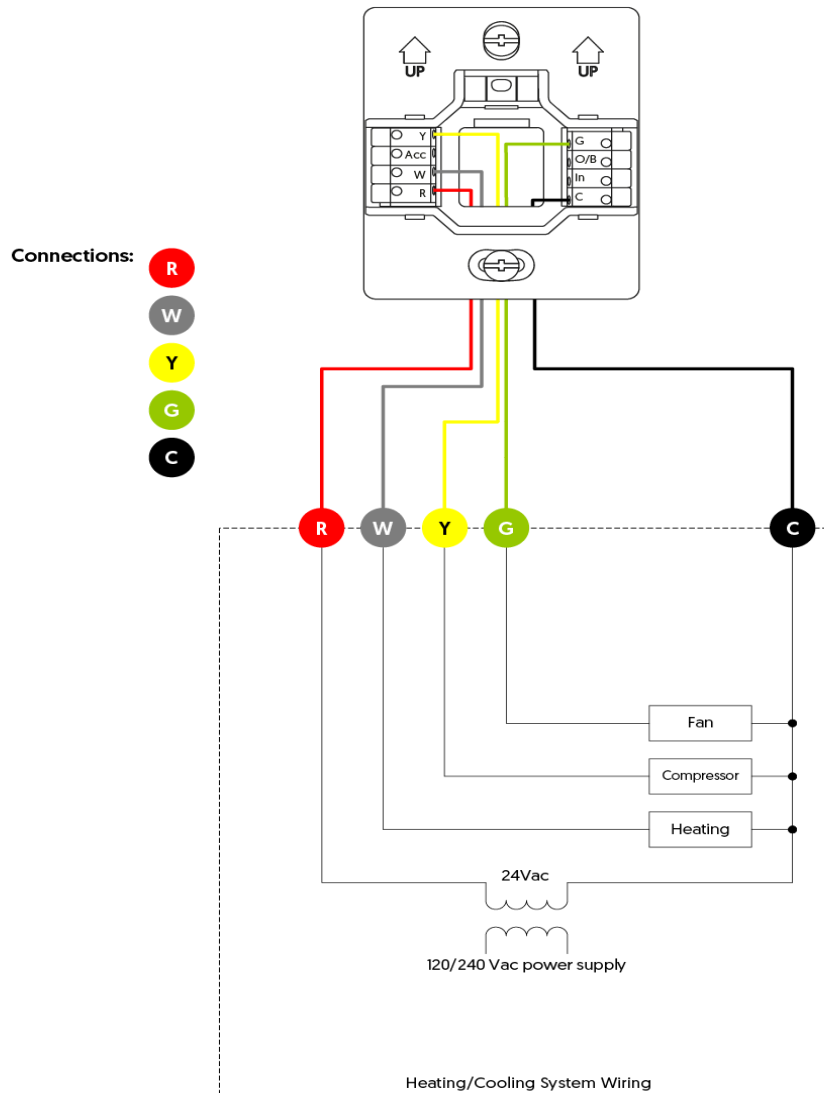 UP
UP
Y
Acc
W
R
G
O/B
In
C
Connections:
R
W
Y
G
C
R
W
Y
G
C
Fan
Compressor
Heating
24Vac
120/240 Vac power supply
Heating/Cooling System Wiring